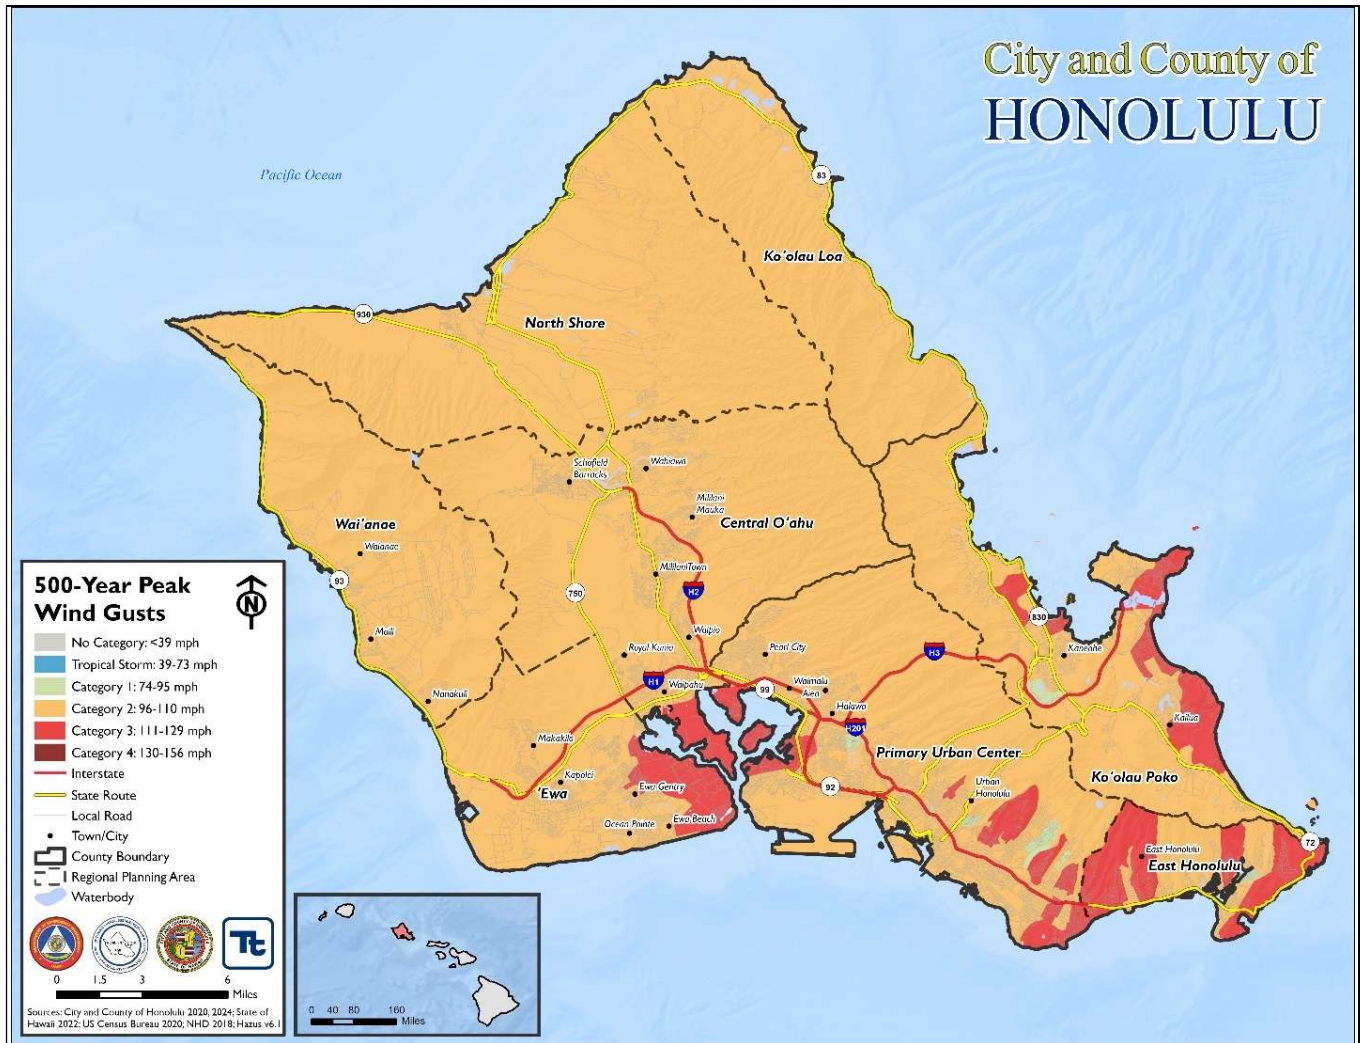 City and County of
HONOLULU
Pacific Ocean
83
Ko'olau Loa
930
North Shore
Schofield
Barracks
Wahiawa
Mililani
Mauka
Central O'ahu
Wai'anae
Waianae
93
Mililani Town
750
H2
Maili
Waipio
Royal Kunia
Pearl City
H3
830
Kaneohe
H1
Waipahu
99
Waimalu
Aiea
Nanakuli
Halawa
H201
Kailua
Makakilo
Primary Urban Center
Ko'olau Poko
Kapolei
'Ewa
Ewa Gentry
92
Urban
Honolulu
Ocean Pointe
Ewa Beach
72
East Honolulu
East Honolulu
500-Year Peak
Wind Gusts
N
No Category: <39 mph
Tropical Storm: 39-73 mph
Category 1: 74-95 mph
Category 2: 96-110 mph
Category 3: 111-129 mph
Category 4: 130-156 mph
Interstate
State Route
Local Road
Town/City
County Boundary
Regional Planning Area
Waterbody
Tt
0 1.5 3 6
Miles
Sources: City and County of Honolulu 2020, 2024; State of
Hawaii 2022; US Census Bureau 2020; NHD 2018; Hazus v6.1
0 40 80 160
Miles